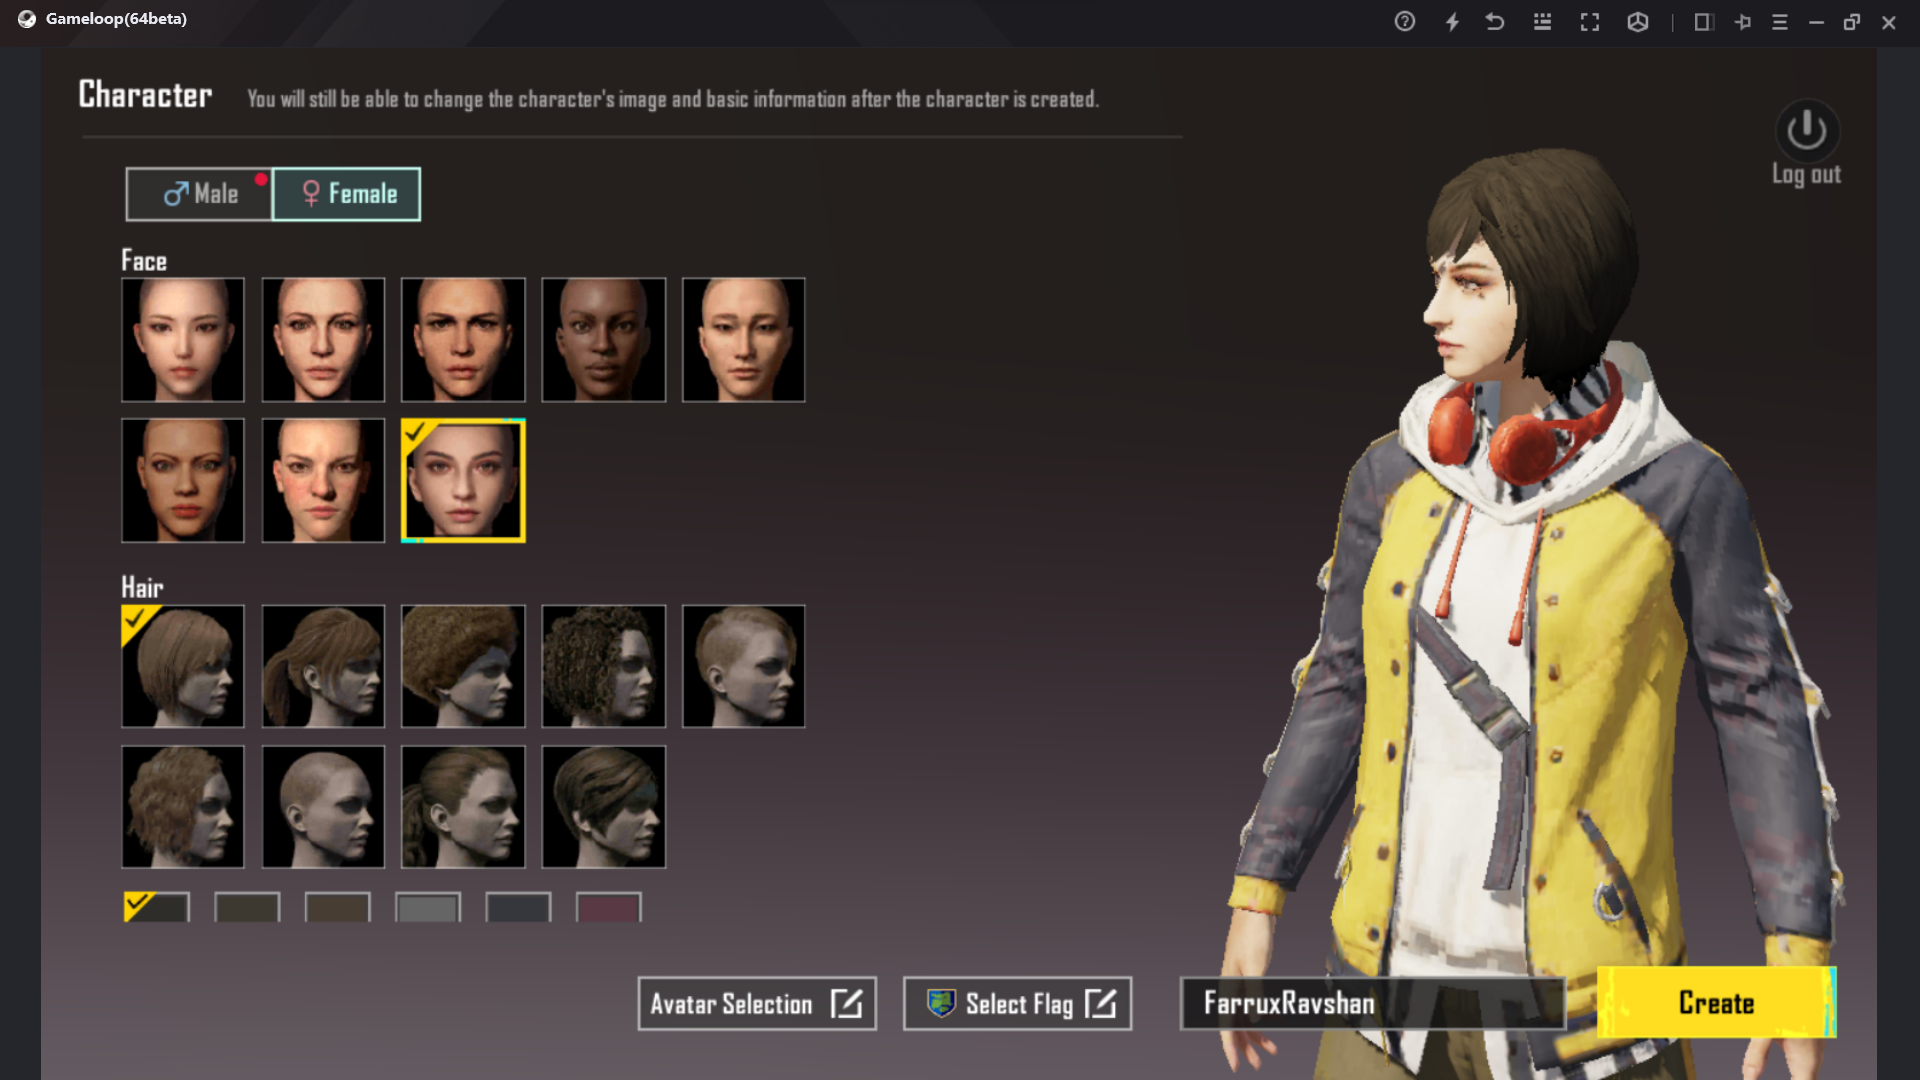 Gameloop(64beta)
Character
You will still be able to change the character's image and basic information after the character is created.
Log out
Male
Female
Face
Hair
Avatar Selection
Select Flag
FarruxRavshan
Create